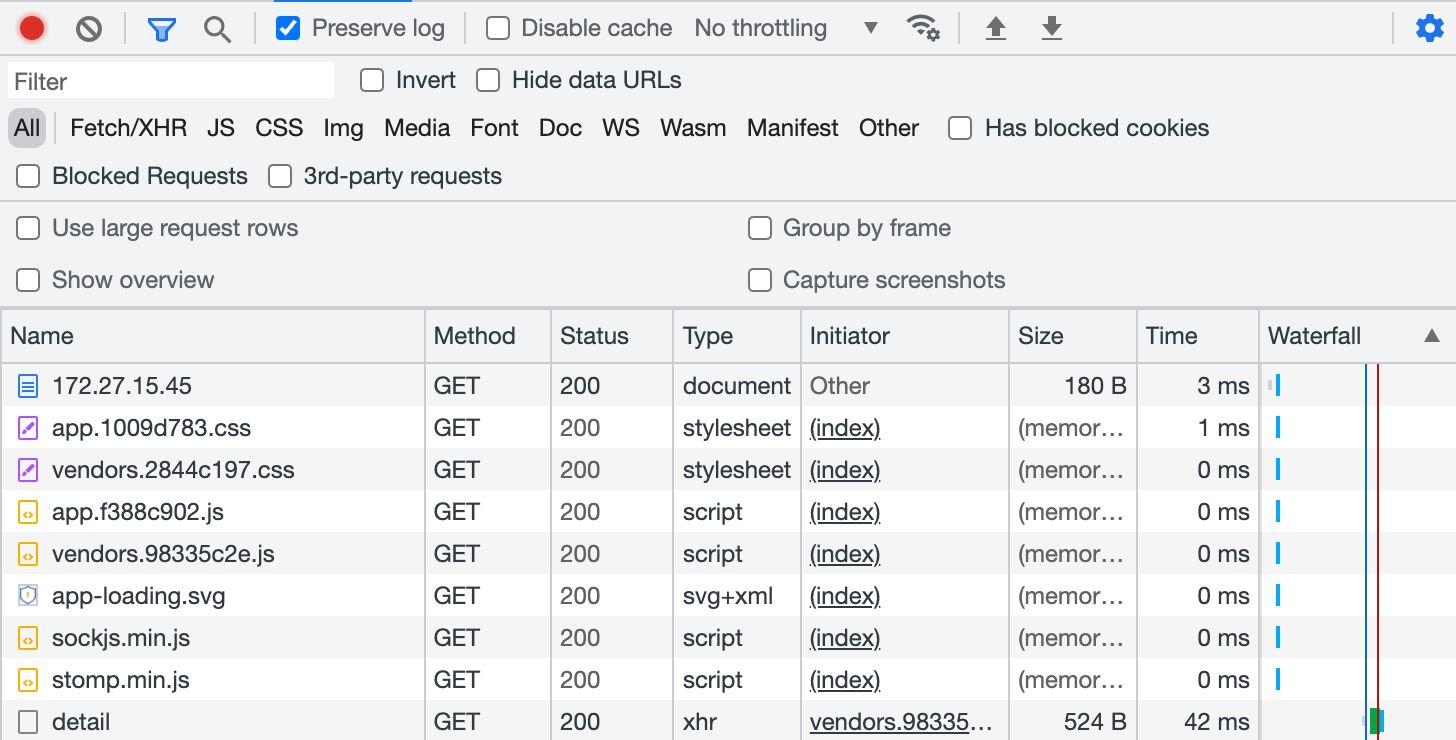 Preserve log Disable cache No throttling
Filter Invert Hide data URLs
All Fetch/XHR JS CSS Img Media Font Doc WS Wasm Manifest Other Has blocked cookies
Blocked Requests 3rd-party requests
Use large request rows Group by frame
Show overview Capture screenshots
Name Method Status Type Initiator Size Time Waterfall
172.27.15.45 GET 200 document Other 180 B 3 ms
app.1009d783.css GET 200 stylesheet (index) (memor… 1 ms
vendors.2844c197.css GET 200 stylesheet (index) (memor… 0 ms
app.f388c902.js GET 200 script (index) (memor… 0 ms
vendors.98335c2e.js GET 200 script (index) (memor… 0 ms
app-loading.svg GET 200 svg+xml (index) (memor… 0 ms
sockjs.min.js GET 200 script (index) (memor… 0 ms
stomp.min.js GET 200 script (index) (memor… 0 ms
detail GET 200 xhr vendors.98335… 524 B 42 ms